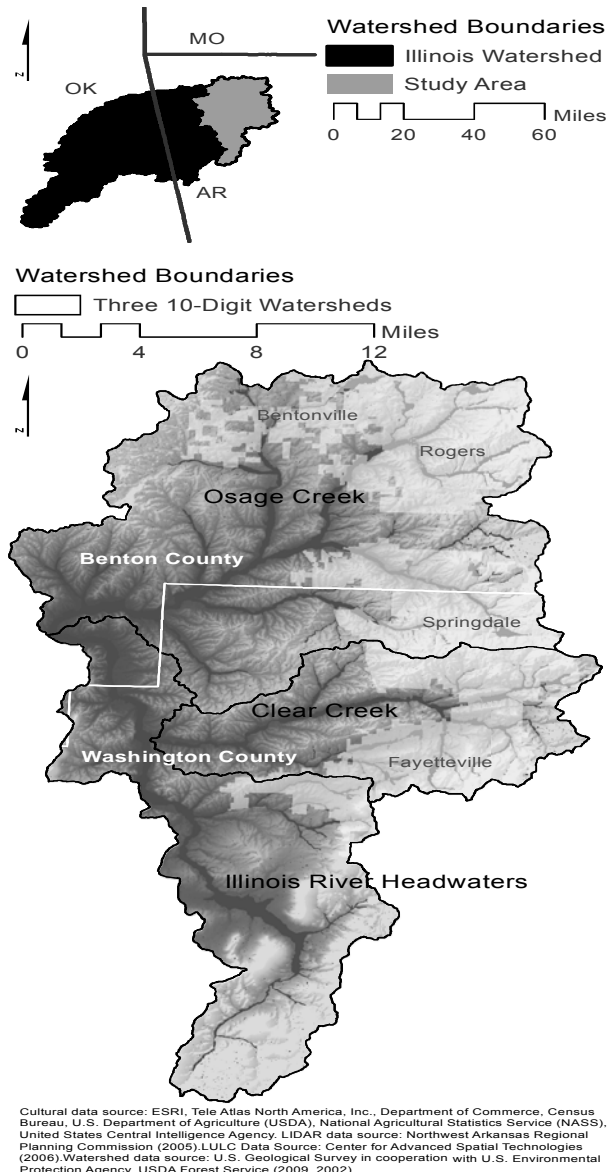 Watershed Boundaries
MO
Illinois Watershed
OK
Study Area
Miles
0 20 40 60
AR
N
Watershed Boundaries
Three 10-Digit Watersheds
Miles
0 4 8 12
N
Bentonville
Rogers
Osage Creek
Benton County
Springdale
Clear Creek
Washington County
Fayetteville
Illinois River Headwaters
Cultural data source: ESRI, Tele Atlas North America, Inc., Department of Commerce, Census
Bureau, U.S. Department of Agriculture (USDA), National Agricultural Statistics Service (NASS),
United States Central Intelligence Agency. LIDAR data source: Northwest Arkansas Regional
Planning Commission (2005).LULC Data Source: Center for Advanced Spatial Technologies
(2006).Watershed data source: U.S. Geological Survey in cooperation with U.S. Environmental
Protection Agency, USDA Forest Service (2009, 2002)